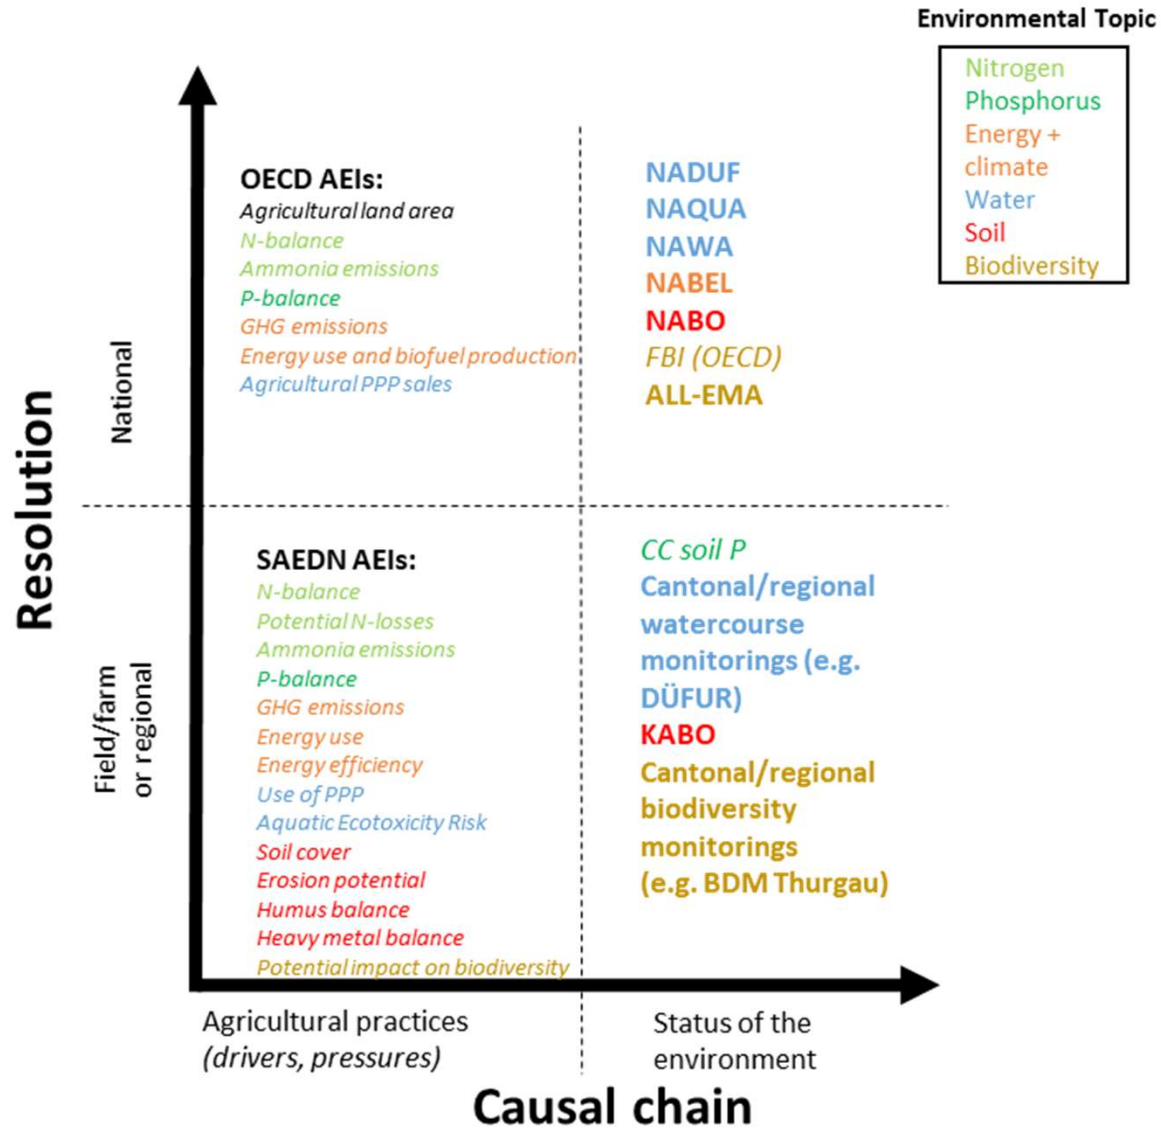 Environmental Topic
Nitrogen
Phosphorus
Energy +
climate
Water
Soil
Biodiversity
Resolution
National
Field/farm
or regional
OECD AEIs:
Agricultural land area
N-balance
Ammonia emissions
P-balance
GHG emissions
Energy use and biofuel production
Agricultural PPP sales
NADUF
NAQUA
NAWA
NABEL
NABO
FBI (OECD)
ALL-EMA
SAEDN AEIs:
N-balance
Potential N-losses
Ammonia emissions
P-balance
GHG emissions
Energy use
Energy efficiency
Use of PPP
Aquatic Ecotoxicity Risk
Soil cover
Erosion potential
Humus balance
Heavy metal balance
Potential impact on biodiversity
CC soil P
Cantonal/regional
watercourse
monitorings (e.g.
DÜFUR)
KABO
Cantonal/regional
biodiversity
monitorings
(e.g. BDM Thurgau)
Agricultural practices
(drivers, pressures)
Status of the
environment
Causal chain